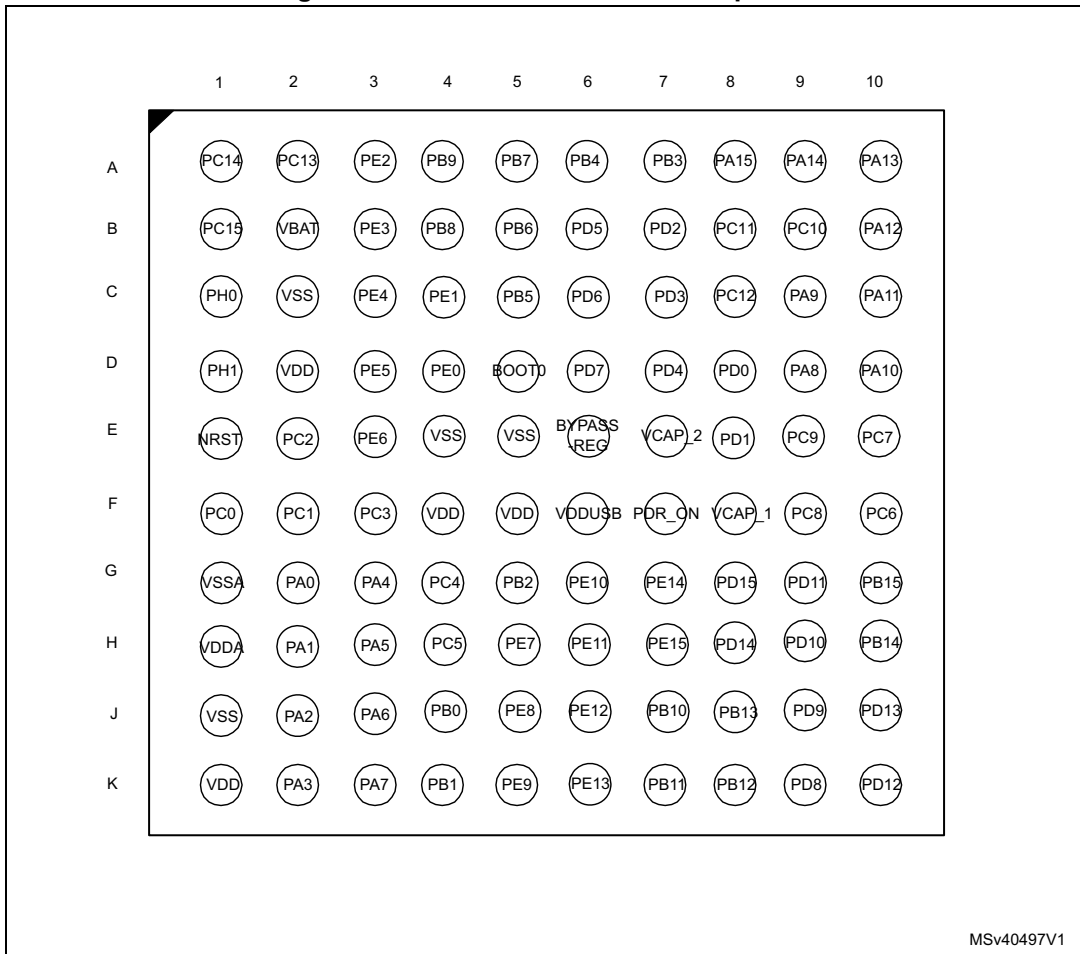 1 2 3 4 5 6 7 8 9 10
A PC14 PC13 PE2 PB9 PB7 PB4 PB3 PA15 PA14 PA13
B PC15 VBAT PE3 PB8 PB6 PD5 PD2 PC11 PC10 PA12
C PH0 VSS PE4 PE1 PB5 PD6 PD3 PC12 PA9 PA11
D PH1 VDD PE5 PE0 BOOT0 PD7 PD4 PD0 PA8 PA10
E NRST PC2 PE6 VSS VSS BYPASS-REG VCAP_2 PD1 PC9 PC7
F PC0 PC1 PC3 VDD VDD VDDUSB PDR_ON VCAP_1 PC8 PC6
G VSSA PA0 PA4 PC4 PB2 PE10 PE14 PD15 PD11 PB15
H VDDA PA1 PA5 PC5 PE7 PE11 PE15 PD14 PD10 PB14
J VSS PA2 PA6 PB0 PE8 PE12 PB10 PB13 PD9 PD13
K VDD PA3 PA7 PB1 PE9 PE13 PB11 PB12 PD8 PD12
MSv40497V1